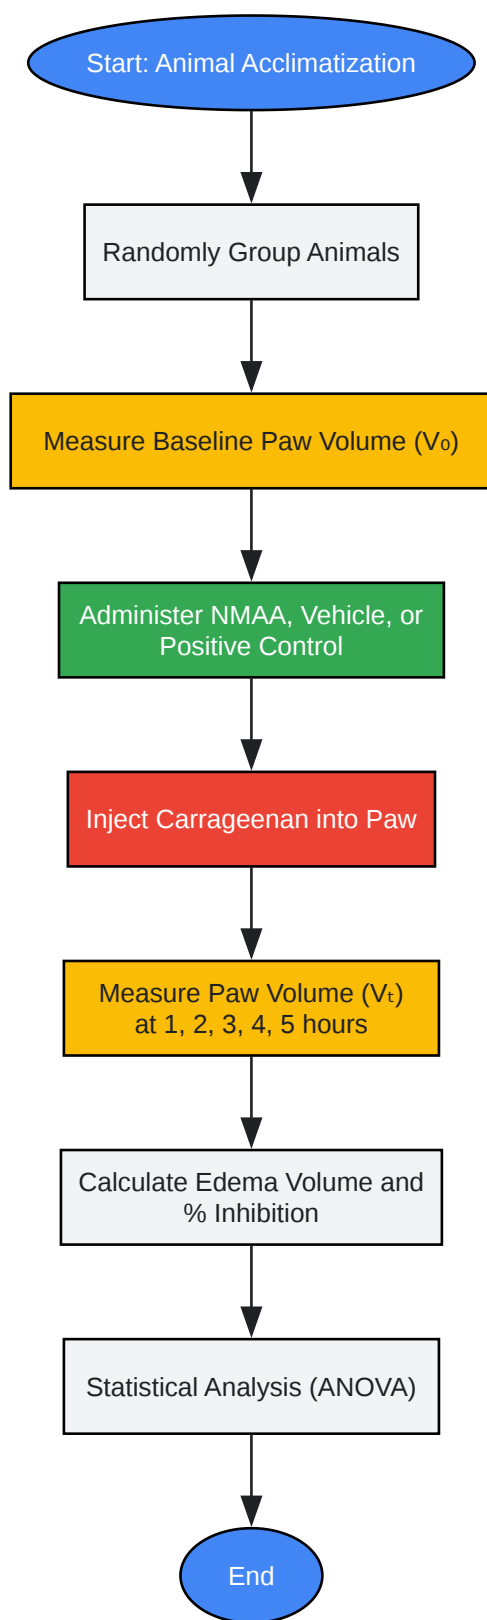 Start: Animal Acclimatization
Randomly Group Animals
Measure Baseline Paw Volume (V₀)
Administer NMAA, Vehicle, or
Positive Control
Inject Carrageenan into Paw
Measure Paw Volume (Vₜ)
at 1, 2, 3, 4, 5 hours
Calculate Edema Volume and
% Inhibition
Statistical Analysis (ANOVA)
End